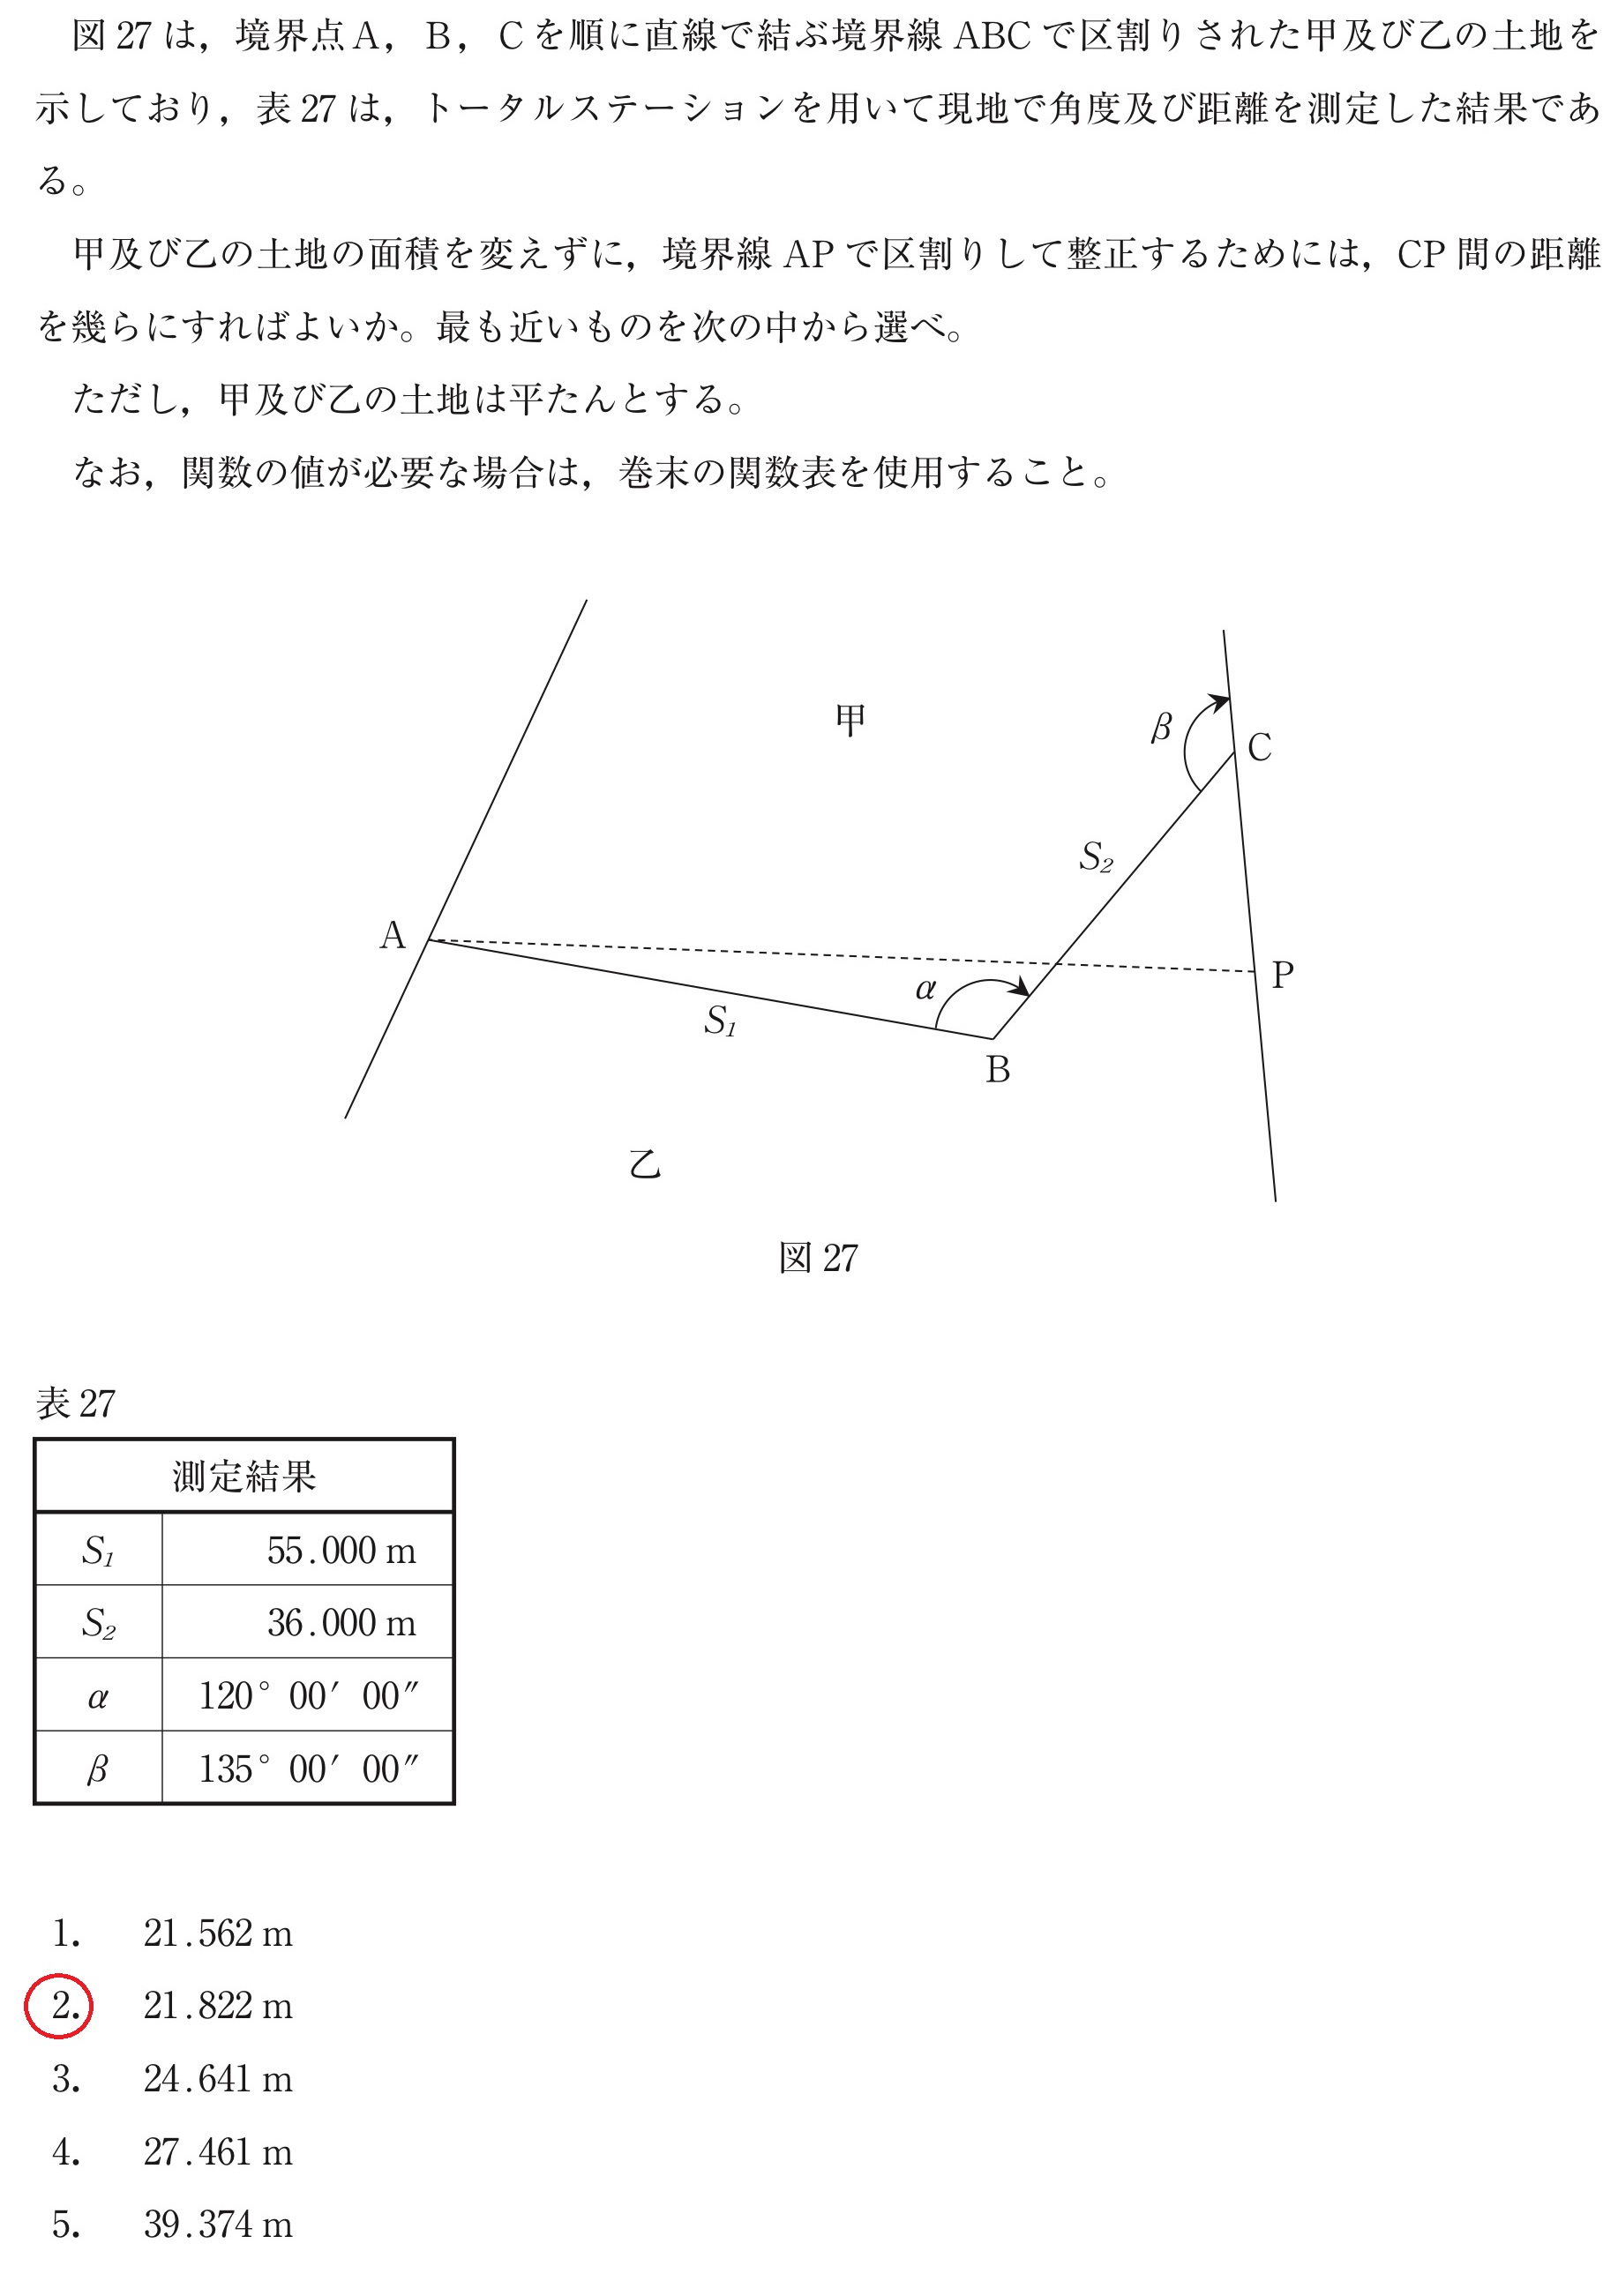 図 27 は，境界点 A，B，C を順に直線で結ぶ境界線 ABC で区割りされた甲及び乙の土地を
示しており，表 27 は，トータルステーションを用いて現地で角度及び距離を測定した結果であ
る。
甲及び乙の土地の面積を変えずに，境界線 AP で区割りして整正するためには，CP 間の距離
を幾らにすればよいか。最も近いものを次の中から選べ。
ただし，甲及び乙の土地は平たんとする。
なお，関数の値が必要な場合は，巻末の関数表を使用すること。
甲
β
C
S2
A
α
P
S1
B
乙
図 27
表 27
測定結果
S1 55.000 m
S2 36.000 m
α 120° 00′ 00″
β 135° 00′ 00″
1. 21.562 m
2. 21.822 m
3. 24.641 m
4. 27.461 m
5. 39.374 m